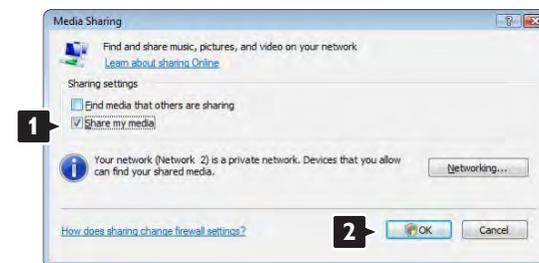 Media Sharing
Find and share music, pictures, and video on your network
Learn about sharing Online
Sharing settings
Find media that others are sharing
1
Share my media
Your network (Network 2) is a private network. Devices that you allow
can find your shared media.
Networking...
How does sharing change firewall settings?
2
OK
Cancel